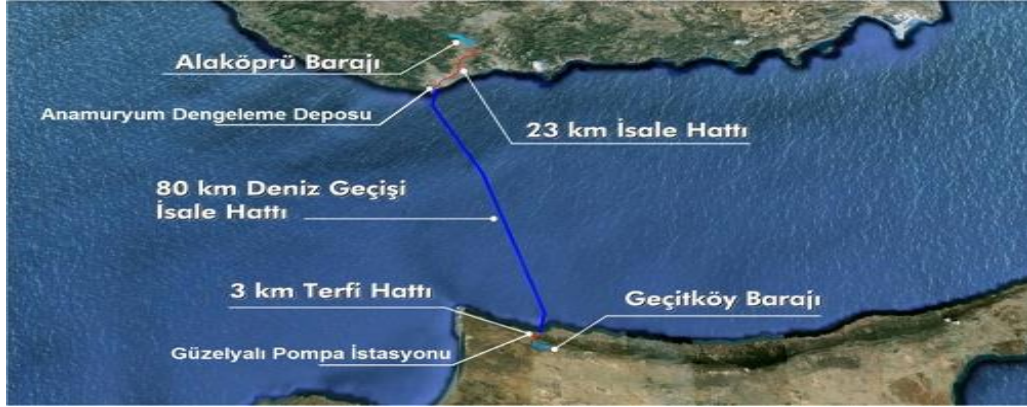 Alaköprü Barajı
Anamuryum Dengeleme Deposu
23 km İsale Hattı
80 km Deniz Geçişi
İsale Hattı
3 km Terfi Hattı
Geçitköy Barajı
Güzelyalı Pompa İstasyonu